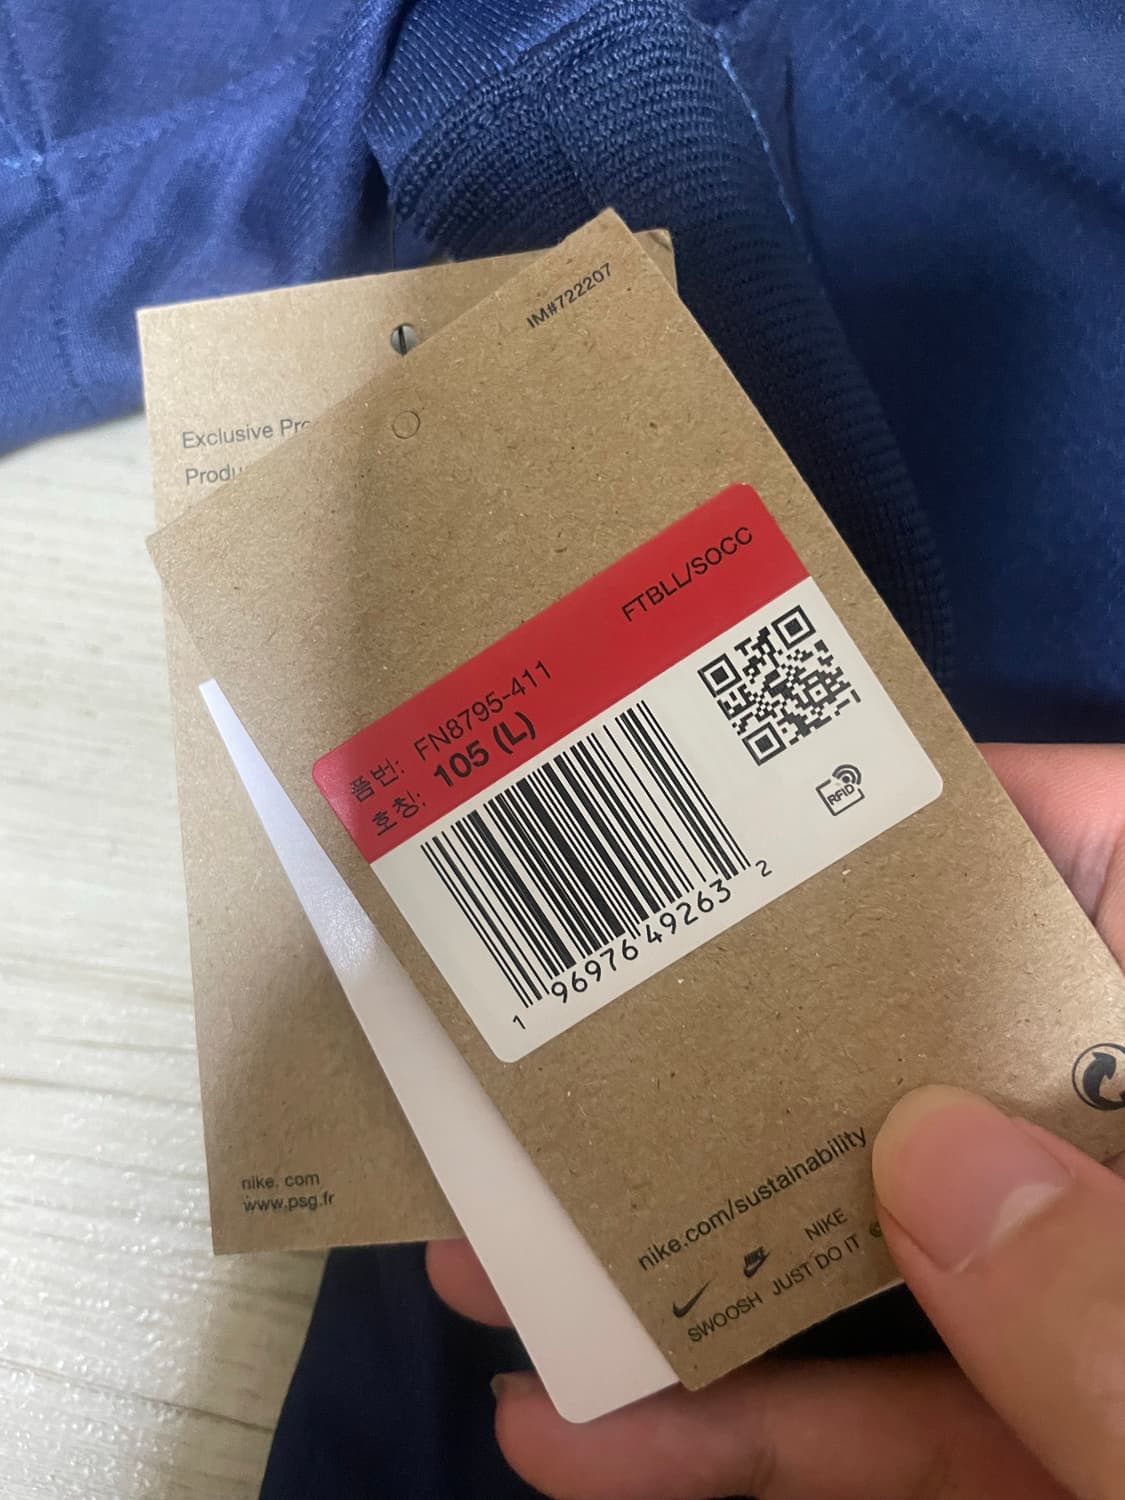 IM#722207
Exclusive
FTBLL/SOCC
품번: FN8795-411
호칭: 105 (L)
RFID
1 96976 49263 2
nike. com
www.psg.fr
nike.com/sustainability
NIKE
SWOOSH JUST DO IT